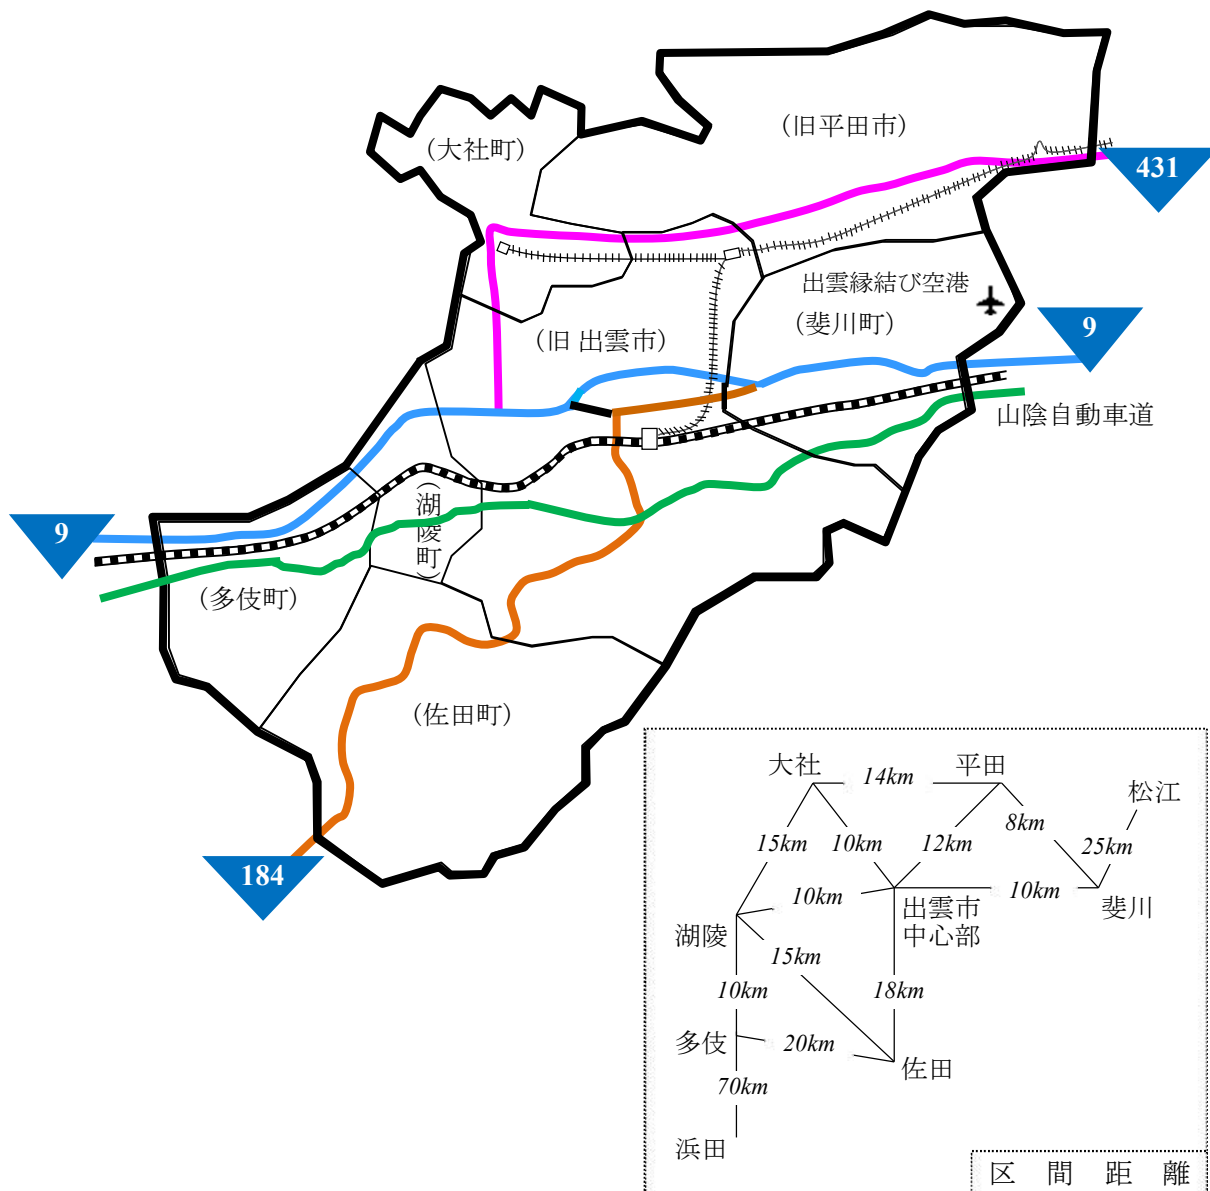 (旧平田市)
(大社町)
431
出雲縁結び空港
(斐川町)
9
(旧 出雲市)
山陰自動車道
(湖陵町)
9
(多伎町)
(佐田町)
184
大社
14km
平田
松江
15km
10km
12km
8km
25km
10km
10km
湖陵
出雲市
中心部
斐川
15km
10km
18km
多伎
20km
佐田
70km
浜田
区 間 距 離